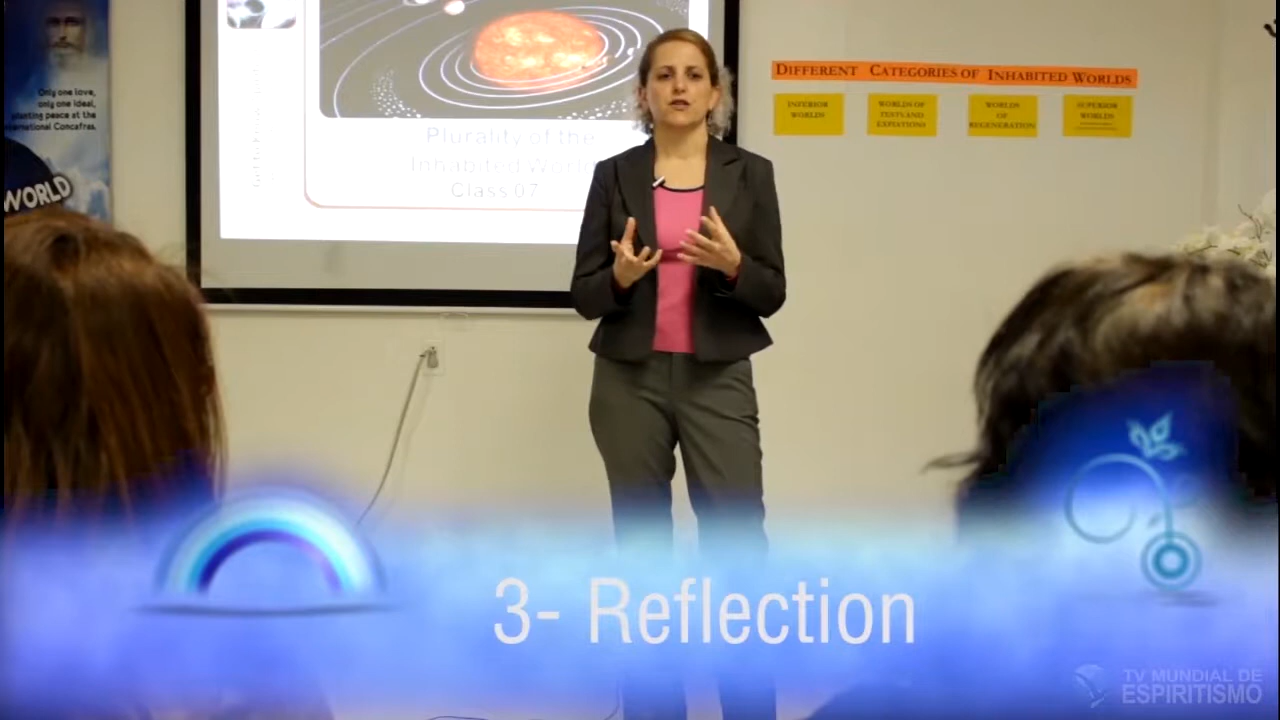 Only one love,
only one ideal,
planting peace at the
International Concafras.
WORLD
Plurality of the
Inhabited World
Class 07
DIFFERENT CATEGORIES OF INHABITED WORLDS
INFERIOR
WORLDS
WORLDS OF
TESTS AND
EXPIATIONS
WORLDS
OF
REGENERATION
SUPERIOR
WORLDS
3- Reflection
TV MUNDIAL DE
ESPIRITISMO